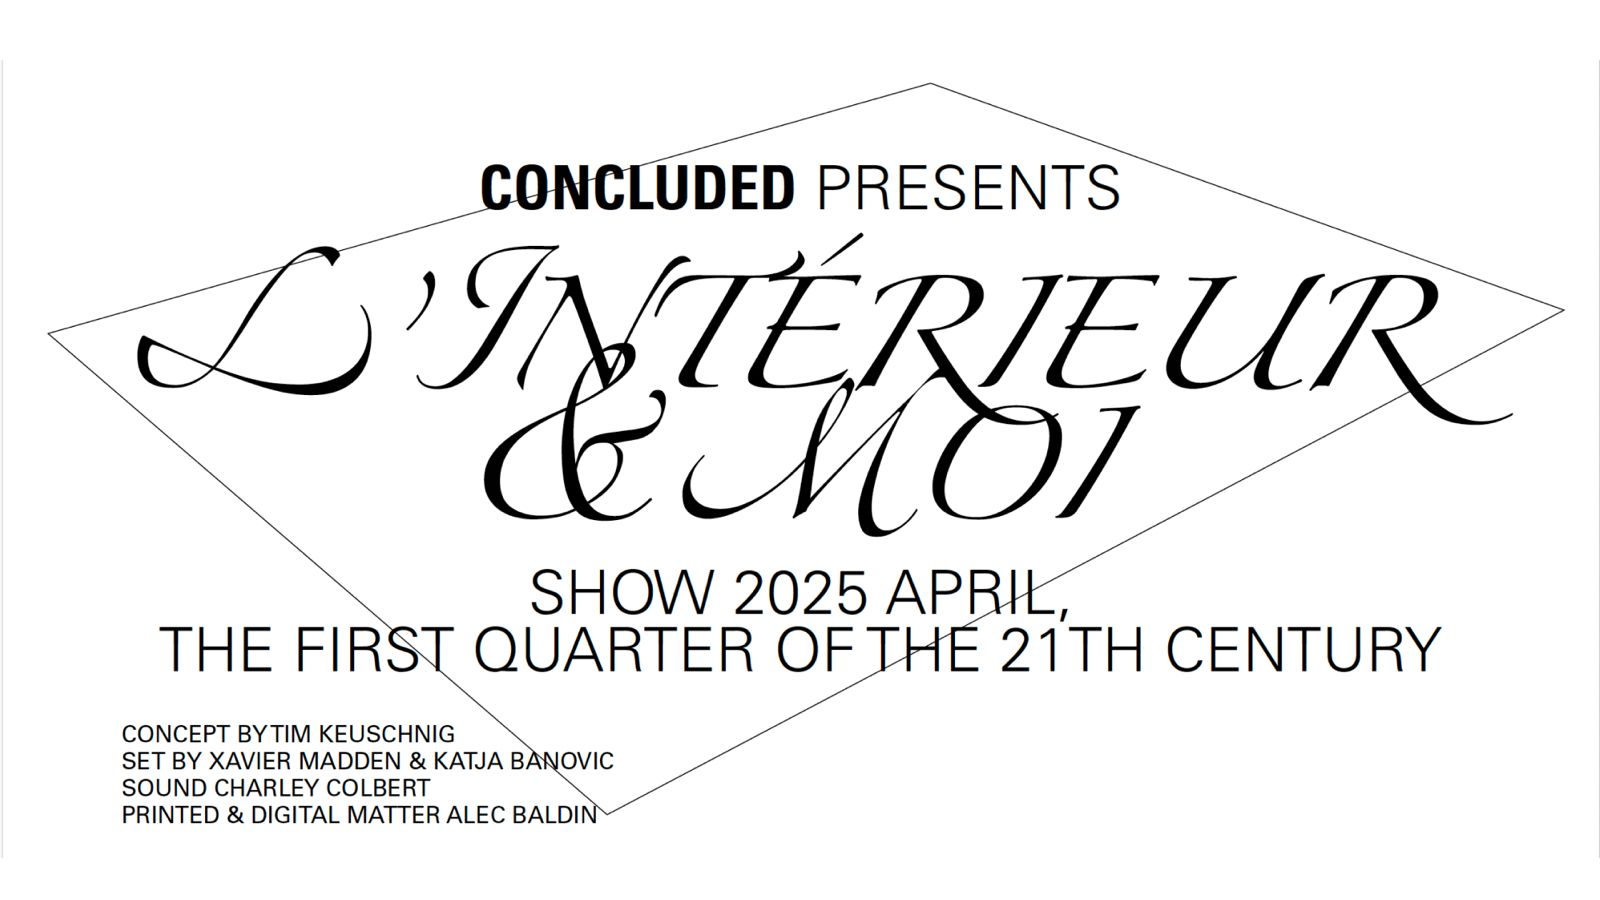 CONCLUDED PRESENTS
L'INTÉRIEUR
& MOI
SHOW 2025 APRIL,
THE FIRST QUARTER OF THE 21TH CENTURY
CONCEPT BY TIM KEUSCHNIG
SET BY XAVIER MADDEN & KATJA BANOVIC
SOUND CHARLEY COLBERT
PRINTED & DIGITAL MATTER ALEC BALDIN